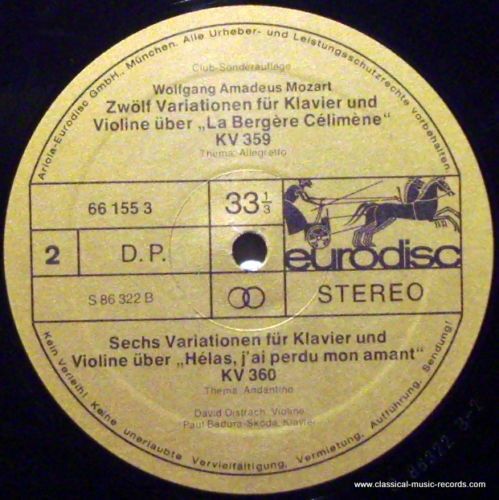 Ariola-Eurodisc GmbH., München. Alle Urheber- und Leistungsschutzrechte vorbehalten.
Club-Sonderauflage
Wolfgang Amadeus Mozart
Zwölf Variationen für Klavier und
Violine über „La Bergère Célimène“
KV 359
Thema: Allegretto
66 155 3
33 1/3
2
D. P.
eurodisc
S 86 322 B
STEREO
Sechs Variationen für Klavier und
Violine über „Hélas, j'ai perdu mon amant“
KV 360
Thema: Andantino
David Oistrach, Violine
Paul Badura-Skoda, Klavier
Kein Verleih! Keine unerlaubte Vervielfältigung, Vermietung, Aufführung, Sendung!
www.classical-music-records.com